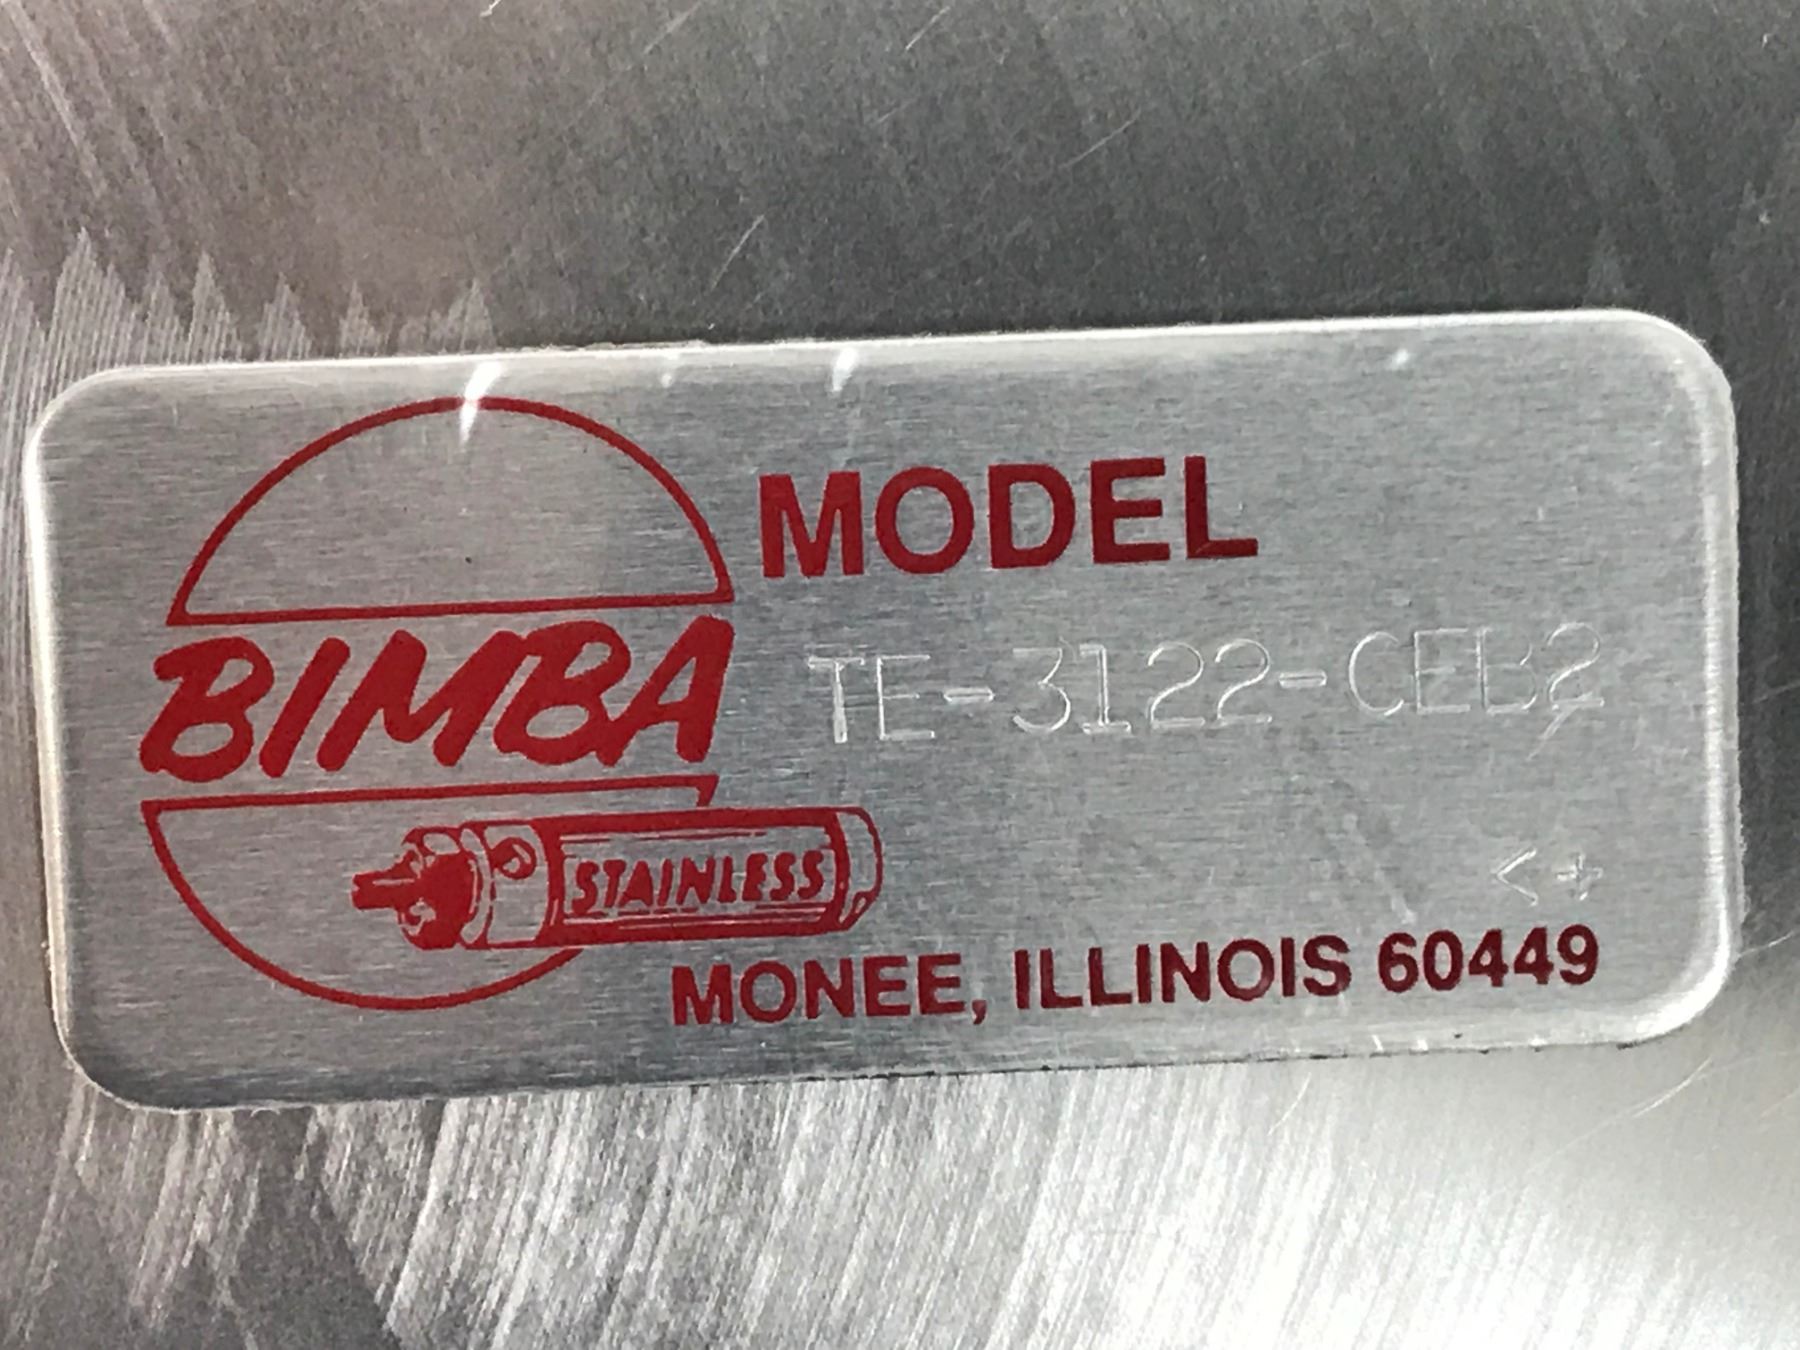 MODEL
BIMBA
TE-3122-CEB2
STAINLESS
<+
MONEE, ILLINOIS 60449